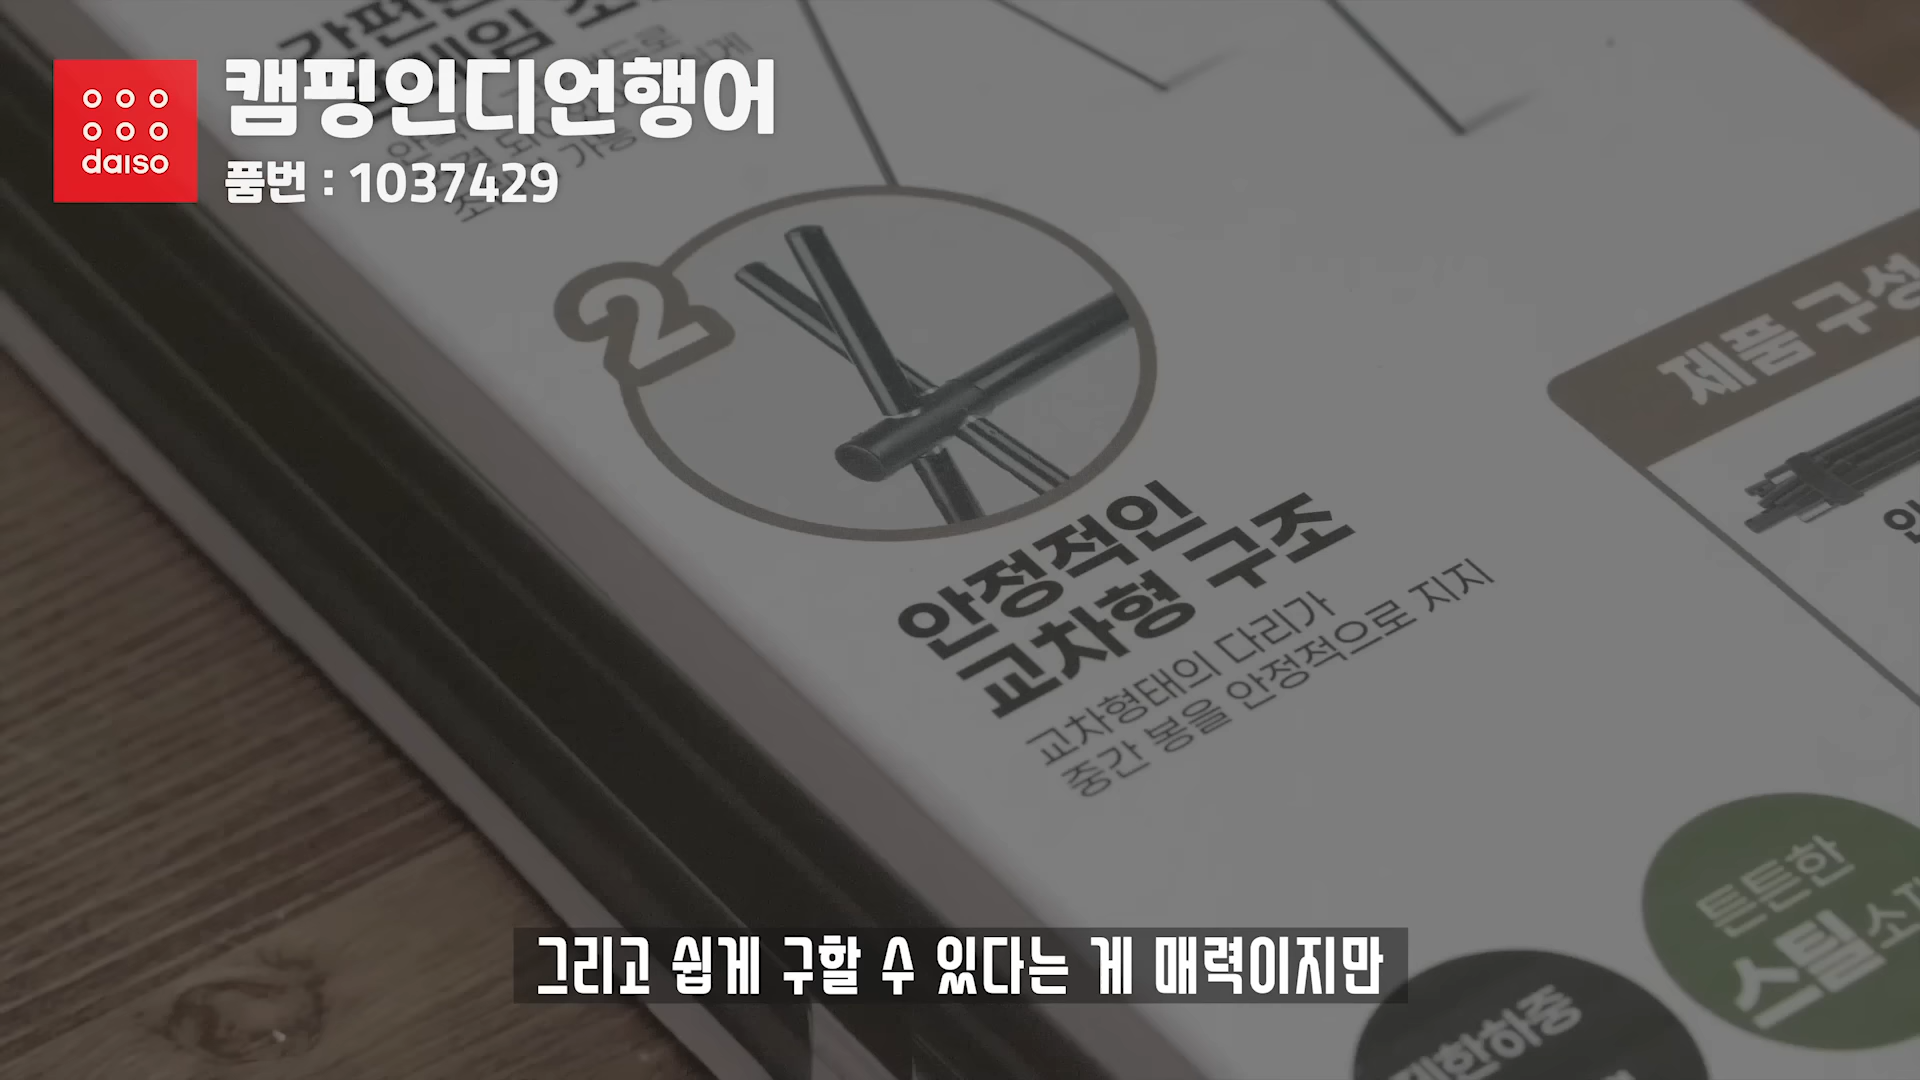 캠핑인디언행어
품번 : 1037429
daiso
2
안정적인
교차형 구조
교차형태의 다리가
중간 봉을 안정적으로 지지
제품 구성
튼튼한
스틸
그리고 쉽게 구할 수 있다는 게 매력이지만